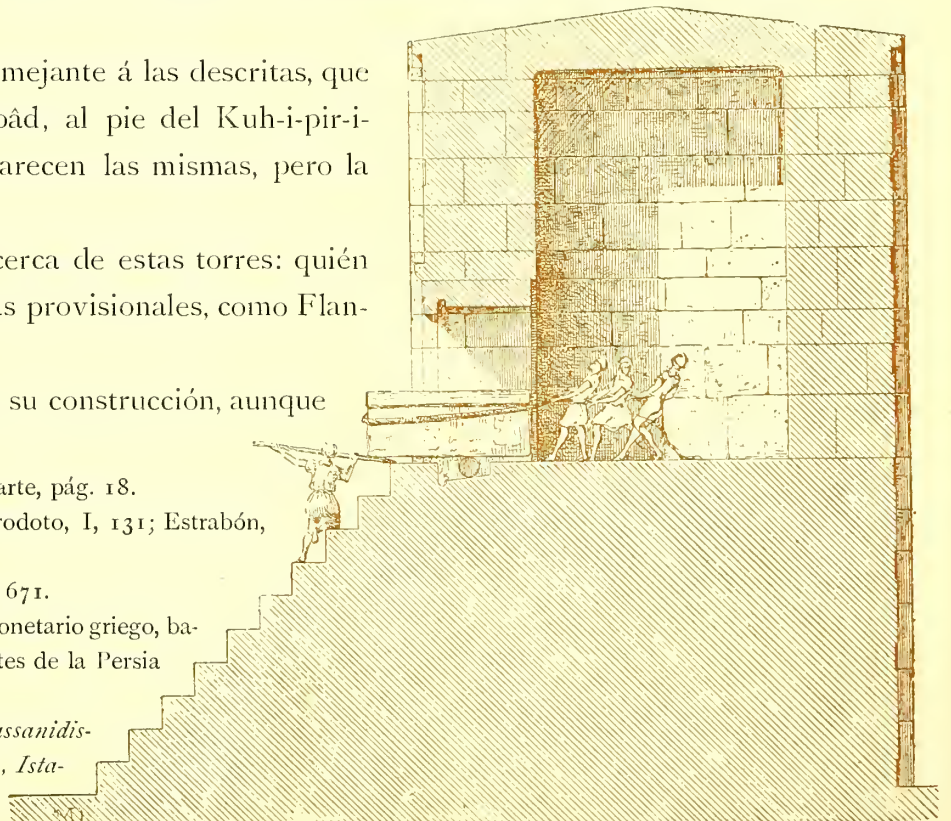 mejante á las descritas, que
bâd, al pie del Kuh-i-pir-i-
arecen las mismas, pero la
cerca de estas torres: quién
s provisionales, como Flan-
su construcción, aunque
arte, pág. 18.
rodoto, I, 131; Estrabón,
671.
onetario griego, ba-
tes de la Persia
assanidis-
, Ista-